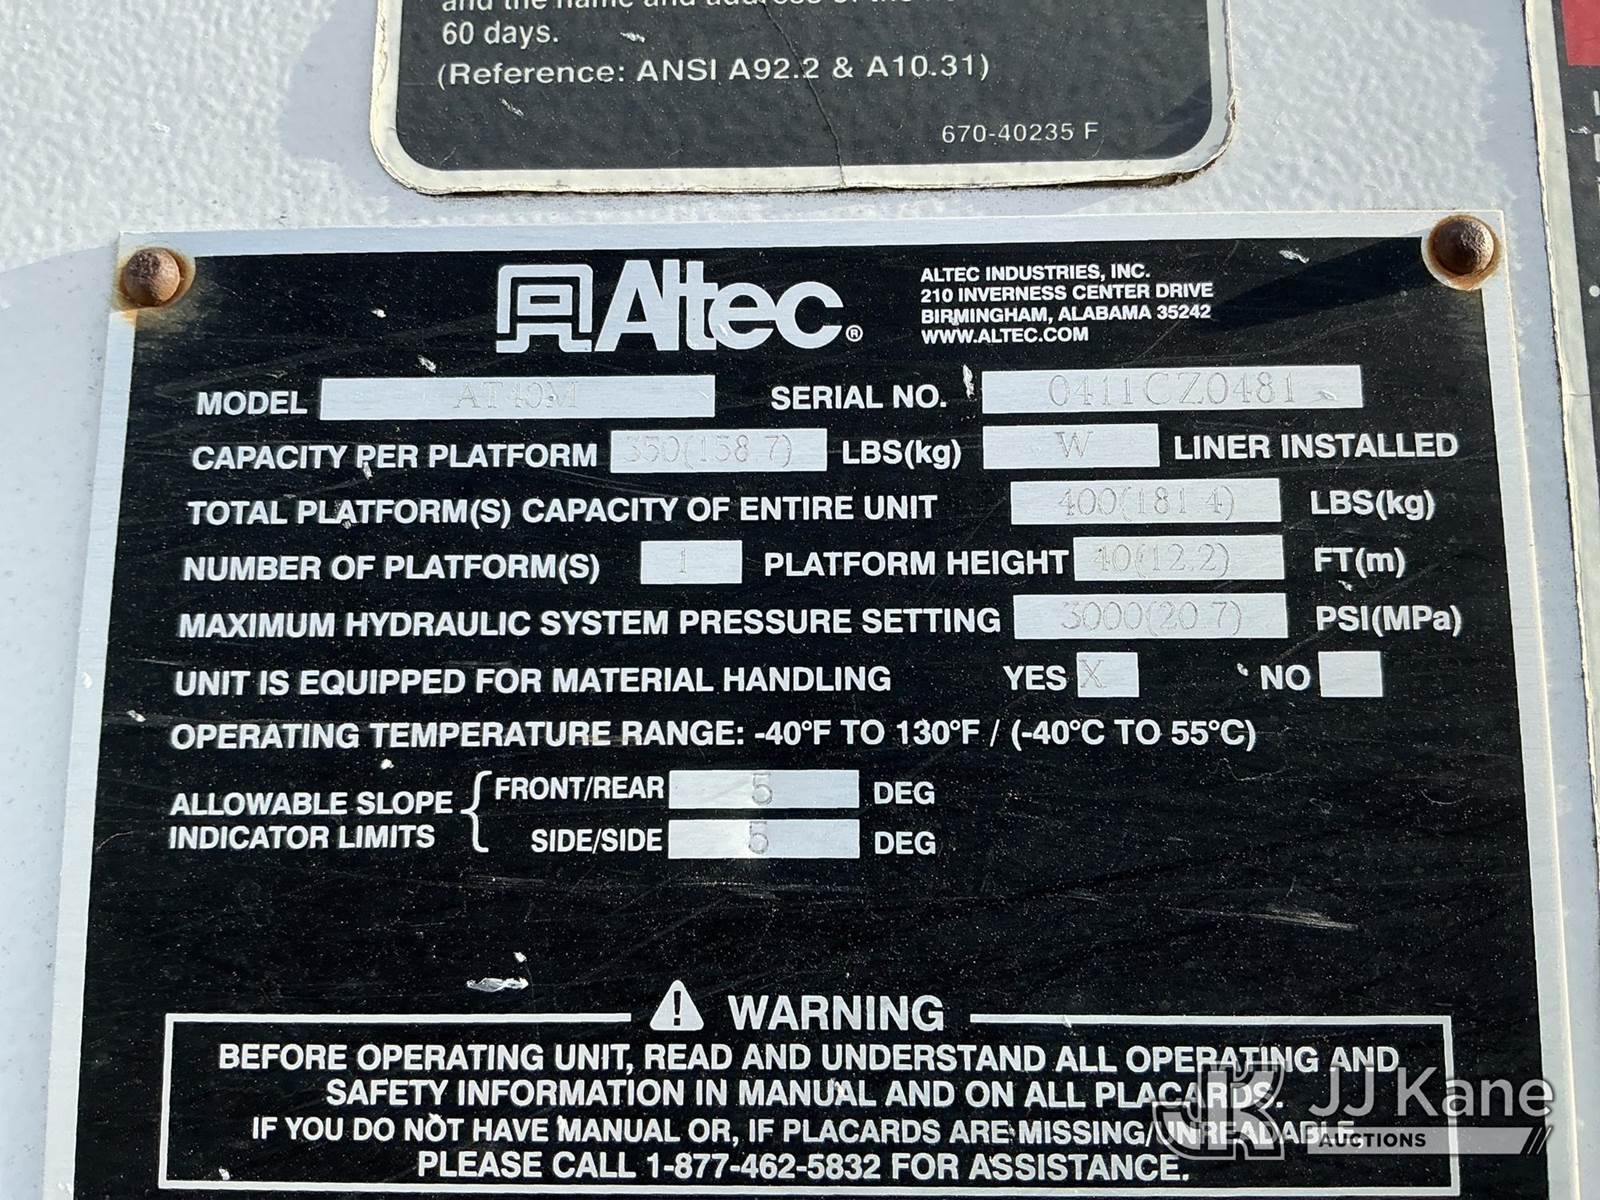 60 days.
(Reference: ANSI A92.2 & A10.31)
670-40235 F
Altec®
ALTEC INDUSTRIES, INC.
210 INVERNESS CENTER DRIVE
BIRMINGHAM, ALABAMA 35242
WWW.ALTEC.COM
MODEL AT40M SERIAL NO. 0411CZ0481
CAPACITY PER PLATFORM 350(158.7) LBS(kg) W LINER INSTALLED
TOTAL PLATFORM(S) CAPACITY OF ENTIRE UNIT 400(181.4) LBS(kg)
NUMBER OF PLATFORM(S) 1 PLATFORM HEIGHT 40(12.2) FT(m)
MAXIMUM HYDRAULIC SYSTEM PRESSURE SETTING 3000(20.7) PSI(MPa)
UNIT IS EQUIPPED FOR MATERIAL HANDLING YES X NO
OPERATING TEMPERATURE RANGE: -40°F TO 130°F / (-40°C TO 55°C)
ALLOWABLE SLOPE INDICATOR LIMITS
FRONT/REAR 5 DEG
SIDE/SIDE 5 DEG
WARNING
BEFORE OPERATING UNIT, READ AND UNDERSTAND ALL OPERATING AND
SAFETY INFORMATION IN MANUAL AND ON ALL PLACARDS.
IF YOU DO NOT HAVE MANUAL OR, IF PLACARDS ARE MISSING/UNREADABLE,
PLEASE CALL 1-877-462-5832 FOR ASSISTANCE.
JJ Kane
AUCTIONS